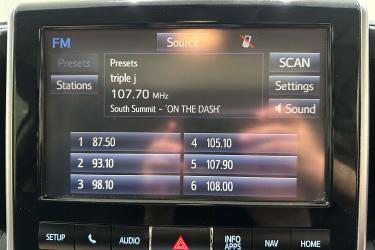 FM
Source
Presets
Presets
triple j
107.70 MHz
South Summit - 'ON THE DASH'
Stations
SCAN
Settings
Sound
1 87.50
2 93.10
3 98.10
4 105.10
5 107.90
6 108.00
SETUP
AUDIO
INFO
APPS
NAV
HOME